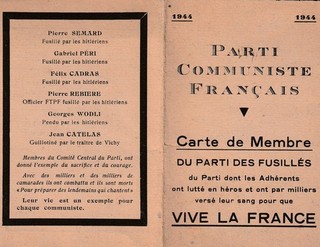 Pierre SEMARD
Fusillé par les hitlériens
Gabriel PÉRI
Fusillé par les hitlériens
Félix CADRAS
Fusillé par les hitlériens
Pierre REBIERE
Officier FTPF fusillé par les hitlériens
Georges WODLI
Pendu par les hitlériens
Jean CATELAS
Guillotiné par le traître de Vichy
Membres du Comité Central du Parti, ont
donné l'exemple du sacrifice et du courage.
Avec des milliers et des milliers de
camarades ils ont combattu et ils sont morts
« Pour préparer des lendemains qui chantent »
Leur vie est un exemple pour
chaque communiste.
1944 1944
PARTI
COMMUNISTE
FRANÇAIS
Carte de Membre
DU PARTI DES FUSILLÉS
du Parti dont les Adhérents
ont lutté en héros et ont par milliers
versé leur sang pour que
VIVE LA FRANCE